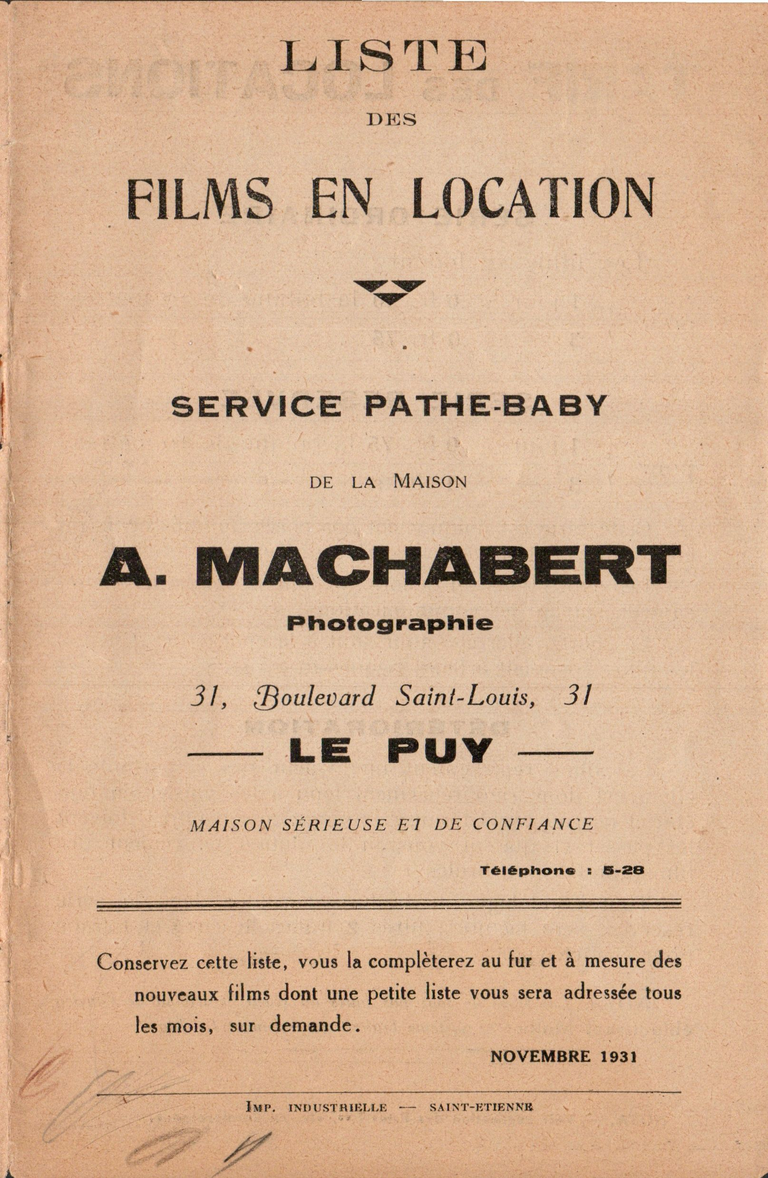 LISTE
DES
FILMS EN LOCATION
SERVICE PATHE-BABY
DE LA MAISON
A. MACHABERT
Photographie
31, Boulevard Saint-Louis, 31
LE PUY
MAISON SÉRIEUSE ET DE CONFIANCE
Téléphone : 5-28
Conservez cette liste, vous la complèterez au fur et à mesure des
nouveaux films dont une petite liste vous sera adressée tous
les mois, sur demande.
NOVEMBRE 1931
IMP. INDUSTRIELLE — SAINT-ETIENNE